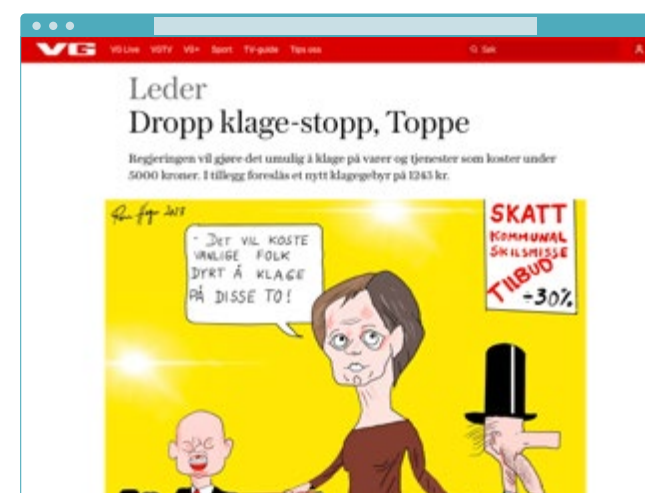 VG
VG Live VGTV VG+ Sport TV-guide Tips oss Søk
Leder
Dropp klage-stopp, Toppe
Regjeringen vil gjøre det umulig å klage på varer og tjenester som koster under
5000 kroner. I tillegg foreslås et nytt klagegebyr på 1243 kr.
- DET VIL KOSTE
VANLIGE FOLK
DYRT Å KLAGE
PÅ DISSE TO!
SKATT
KOMMUNAL
SKILSMISSE
TILBUD
-30%